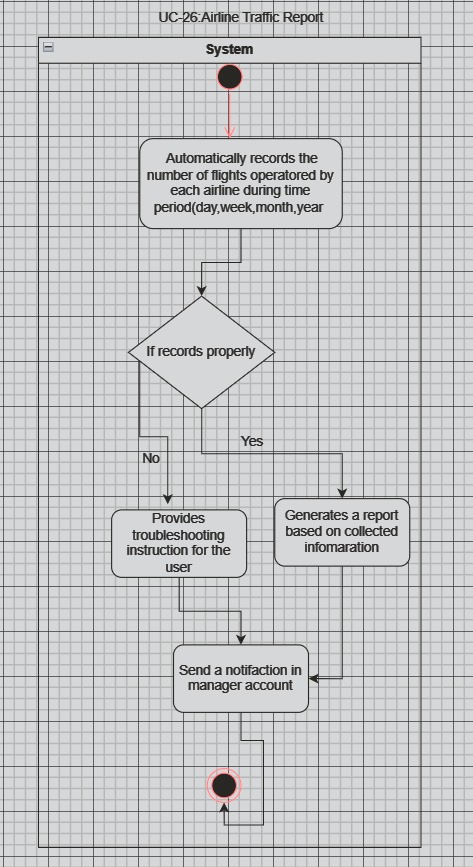 UC-26:Airline Traffic Report
System
Automatically records the
number of flights operatored by
each airline during time
period(day,week,month,year
If records properly
Yes
No
Provides
troubleshooting
instruction for the
user
Generates a report
based on collected
infomaration
Send a notifaction in
manager account